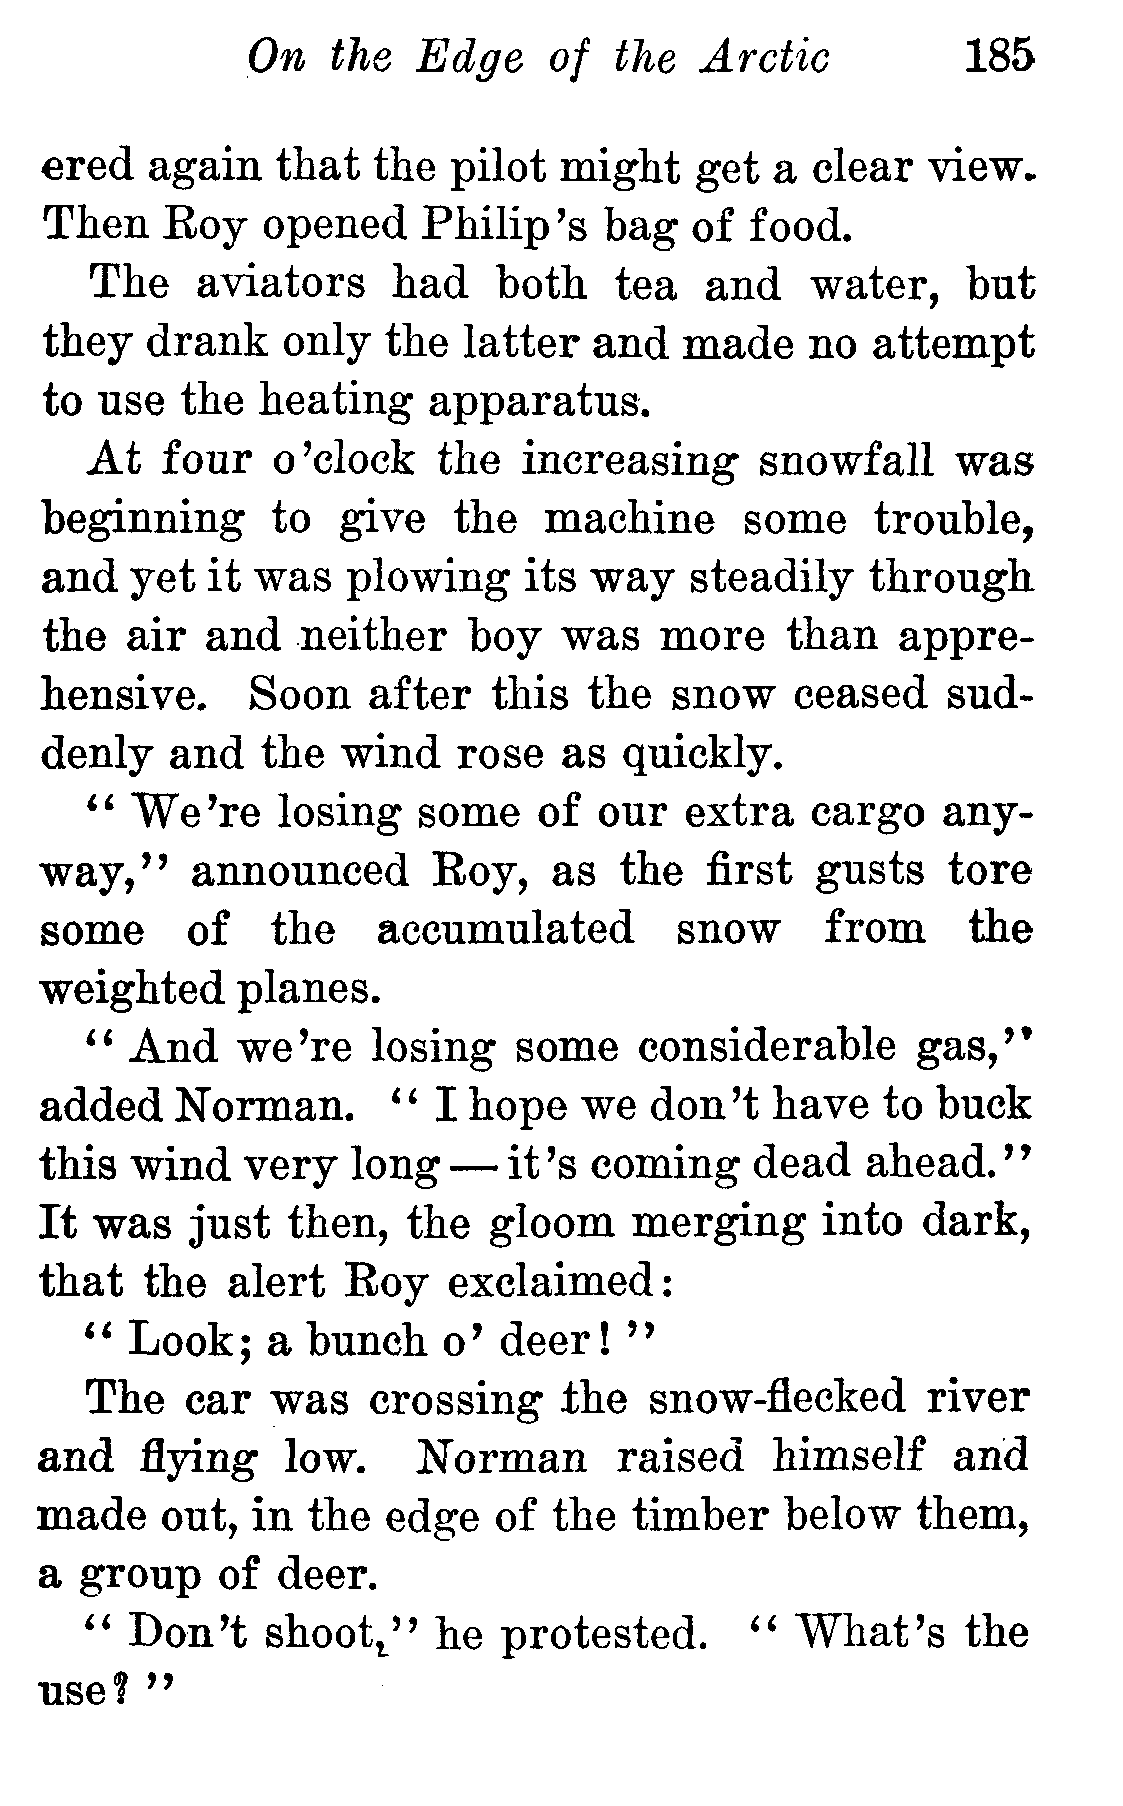 On the Edge of the Arctic 185
ered again that the pilot might get a clear view.
Then Roy opened Philip's bag of food.
The aviators had both tea and water, but
they drank only the latter and made no attempt
to use the heating apparatus.
At four o'clock the increasing snowfall was
beginning to give the machine some trouble,
and yet it was plowing its way steadily through
the air and neither boy was more than appre-
hensive. Soon after this the snow ceased sud-
denly and the wind rose as quickly.
“We're losing some of our extra cargo any-
way,” announced Roy, as the first gusts tore
some of the accumulated snow from the
weighted planes.
“And we're losing some considerable gas,”
added Norman. “I hope we don't have to buck
this wind very long—it's coming dead ahead.”
It was just then, the gloom merging into dark,
that the alert Roy exclaimed:
“Look; a bunch o' deer!”
The car was crossing the snow-flecked river
and flying low. Norman raised himself and
made out, in the edge of the timber below them,
a group of deer.
“Don't shoot,” he protested. “What's the
use?”